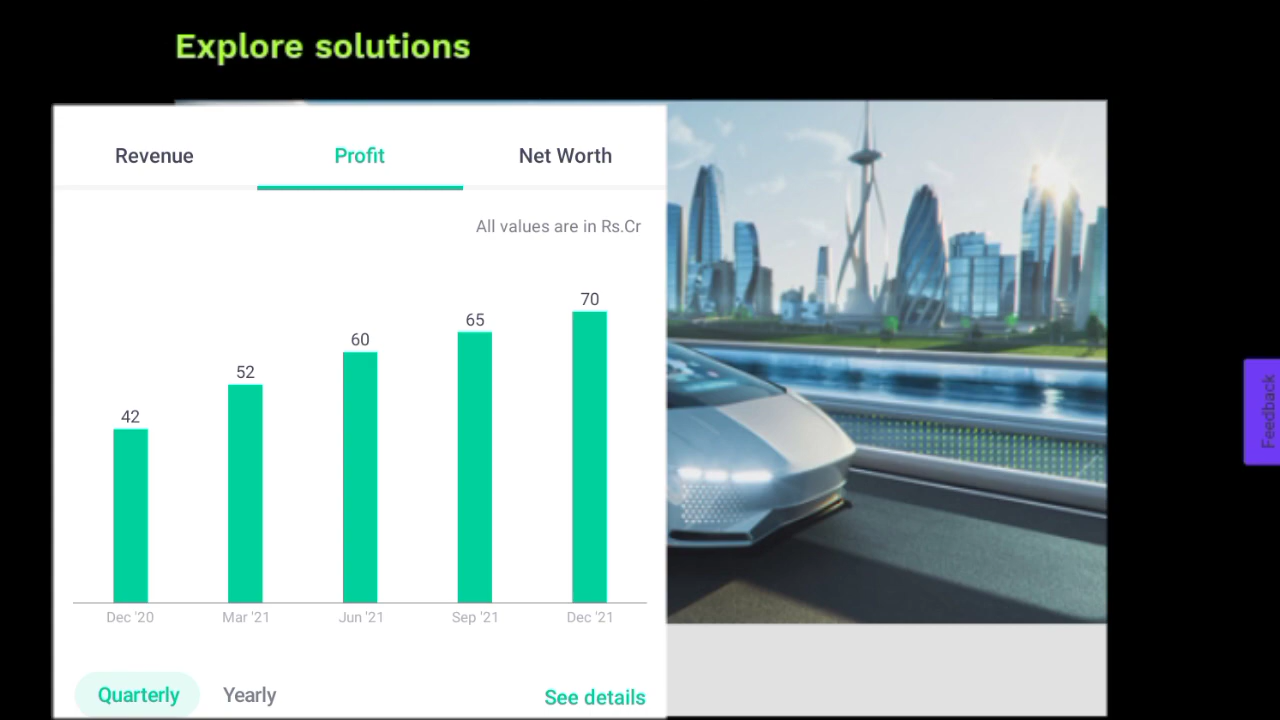 Explore solutions
Revenue Profit Net Worth
All values are in Rs.Cr
42 52 60 65 70
Dec '20 Mar '21 Jun '21 Sep '21 Dec '21
Quarterly Yearly See details
Feedback